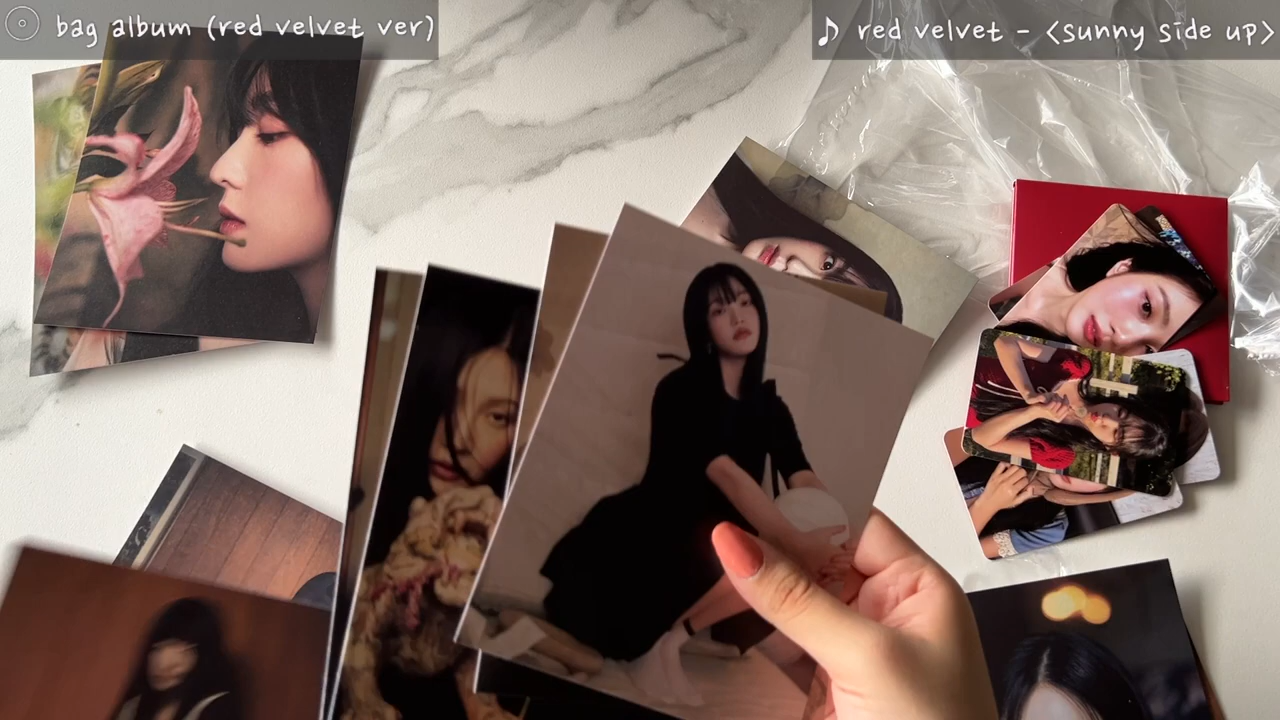 bag album (red velvet ver)
♪ red velvet - <sunny side up>